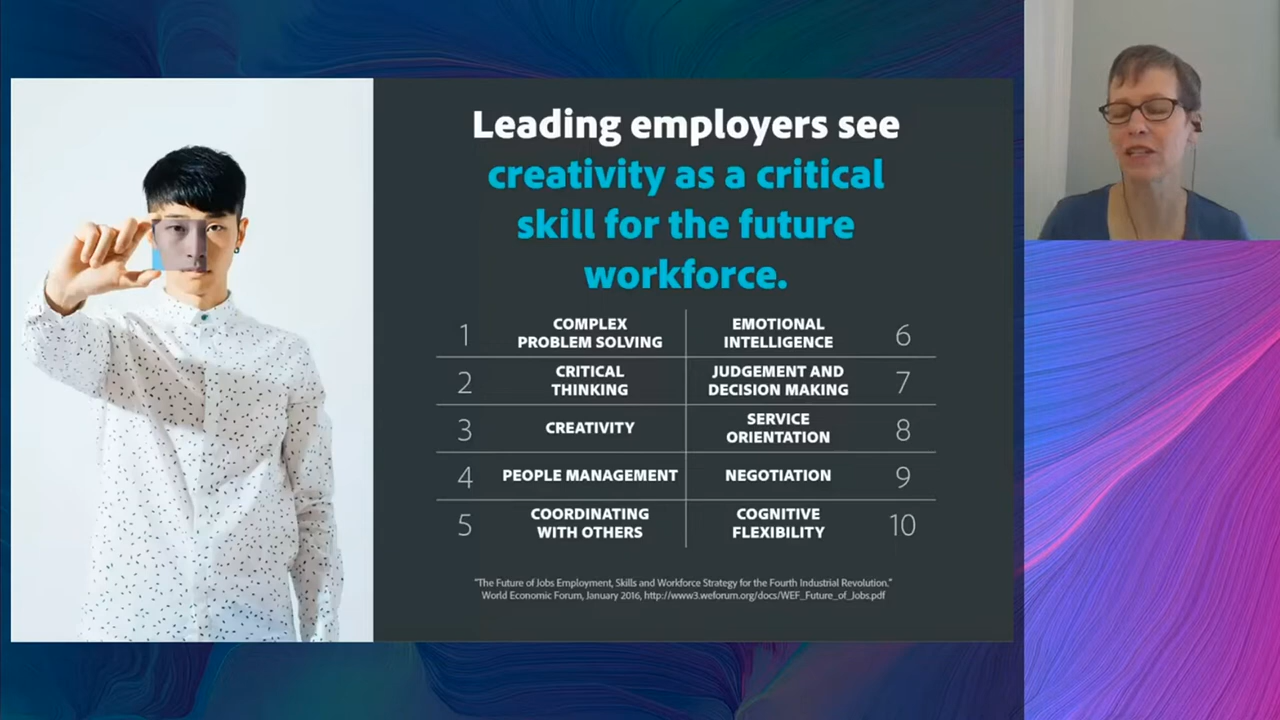 Leading employers see
creativity as a critical
skill for the future
workforce.
1 COMPLEX
PROBLEM SOLVING
EMOTIONAL
INTELLIGENCE 6
2 CRITICAL
THINKING
JUDGEMENT AND
DECISION MAKING 7
3 CREATIVITY
SERVICE
ORIENTATION 8
4 PEOPLE MANAGEMENT
NEGOTIATION 9
5 COORDINATING
WITH OTHERS
COGNITIVE
FLEXIBILITY 10
"The Future of Jobs Employment, Skills and Workforce Strategy for the Fourth Industrial Revolution."
World Economic Forum, January 2016, http://www3.weforum.org/docs/WEF_Future_of_Jobs.pdf